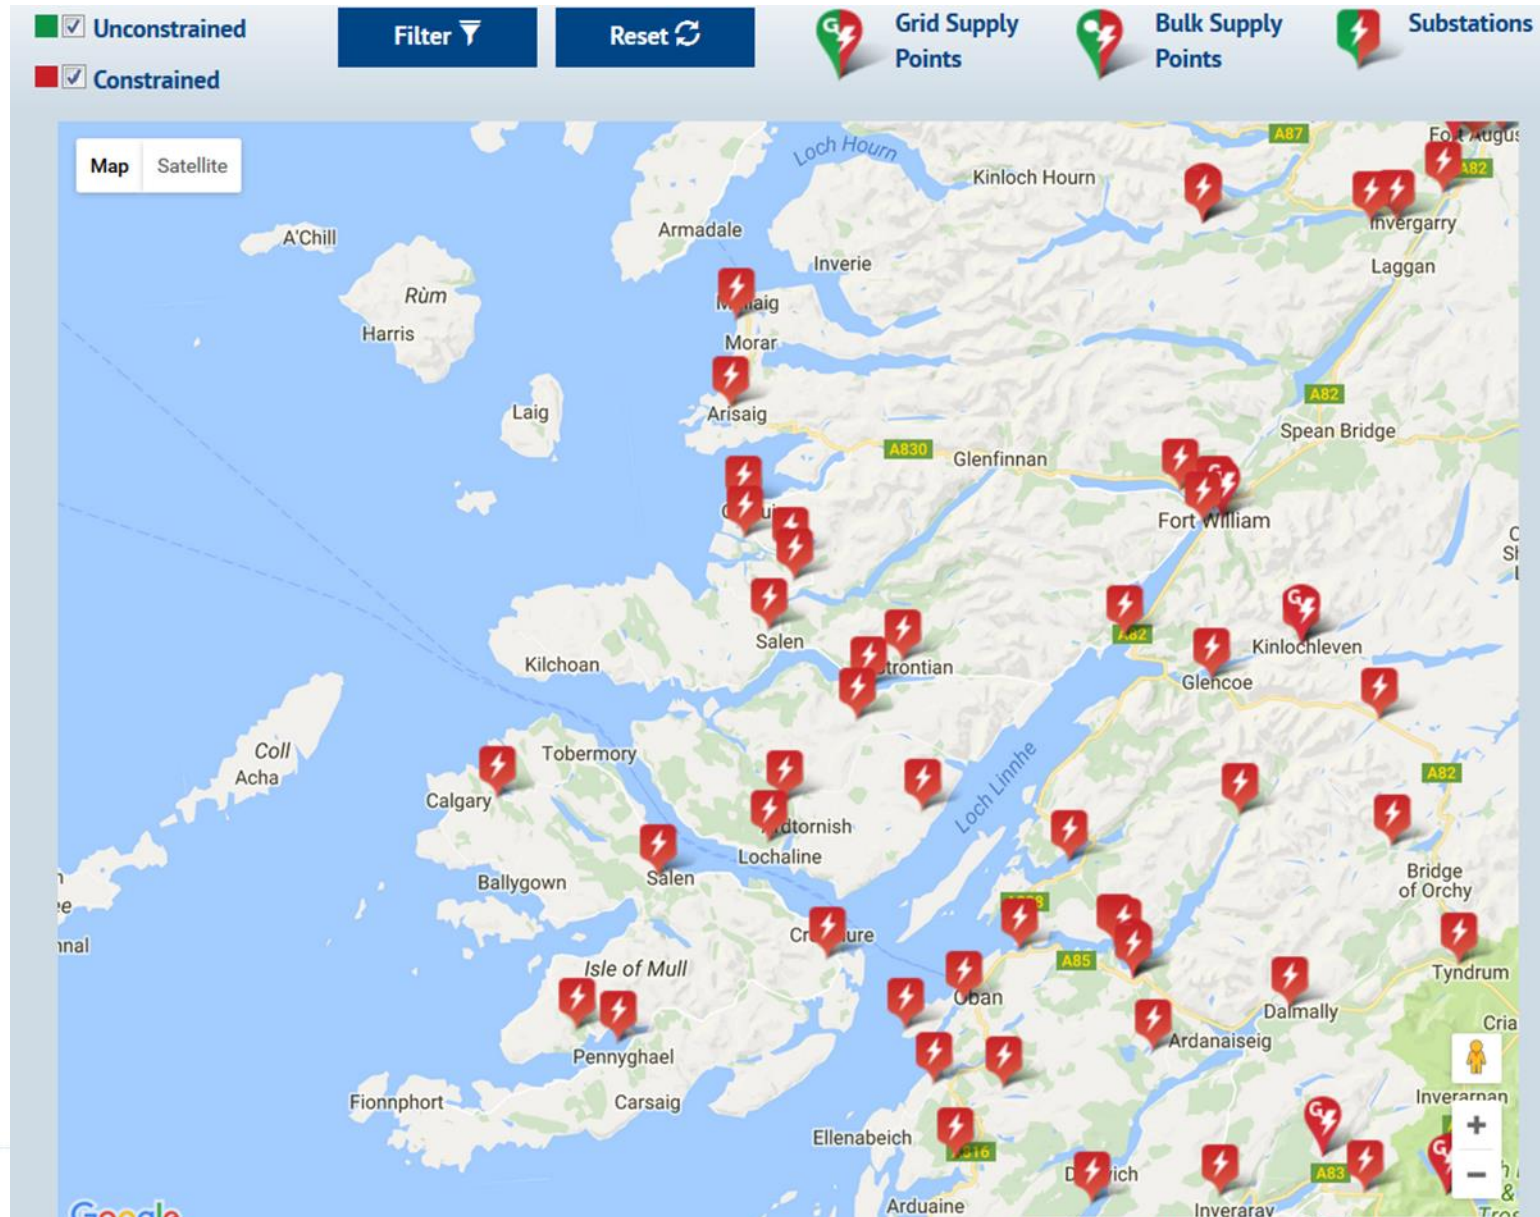 Unconstrained
Constrained
Filter
Reset
Grid Supply
Points
Bulk Supply
Points
Substations
Map
Satellite
Loch Hourn
A87
Kinloch Hourn
A82
Armadale
A'Chill
Invergarry
Inverie
Laggan
Rùm
Harris
Morar
A82
Laig
Arisaig
Spean Bridge
A830
Glenfinnan
Fort William
A82
Salen
Kinlochleven
Kilchoan
Glencoe
Coll
Tobermory
Acha
A82
Calgary
Loch Linnhe
Lochaline
Salen
Ballygown
Bridge
of Orchy
A85
Isle of Mull
Tyndrum
Oban
Dalmally
Ardanaiseig
Pennyghael
Fionnphort
Carsaig
Inverarnan
Ellenabeich
A83
Arduaine
Inveraray
Google